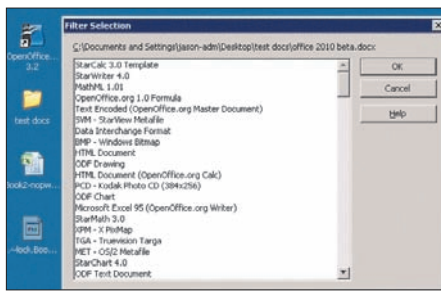 Filter Selection
C:\Documents and Settings\jason-adm\Desktop\test docs\office 2010 beta.docx
OpenOffice...
3.2
test docs
StarCalc 3.0 Template
StarWriter 4.0
MathML 1.01
OpenOffice.org 1.0 Formula
Text Encoded (OpenOffice.org Master Document)
SVM - StarView Metafile
Data Interchange Format
BMP - Windows Bitmap
HTML Document
ODF Drawing
HTML Document (OpenOffice.org Calc)
PCD - Kodak Photo CD (384x256)
ODF Chart
Microsoft Excel 95 (OpenOffice.org Writer)
StarMath 3.0
XPM - X PixMap
TGA - Truevision Targa
MET - OS/2 Metafile
StarChart 4.0
ODF Text Document
OK
Cancel
Help